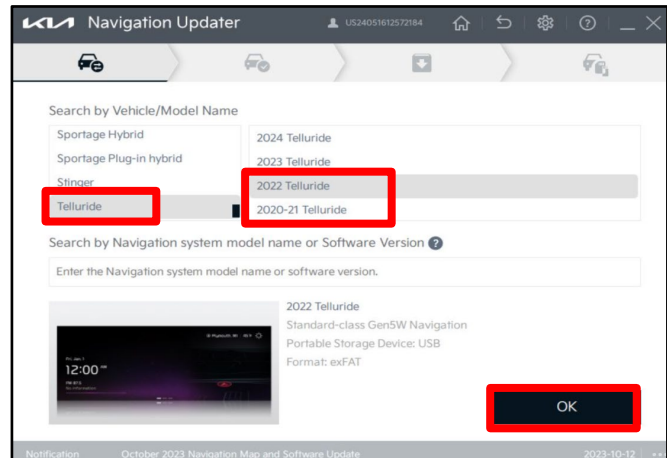 KIA Navigation Updater US24051612572184
Search by Vehicle/Model Name
Sportage Hybrid
Sportage Plug-in hybrid
Stinger
Telluride
2024 Telluride
2023 Telluride
2022 Telluride
2020-21 Telluride
Search by Navigation system model name or Software Version ?
Enter the Navigation system model name or software version.
12:00
2022 Telluride
Standard-class Gen5W Navigation
Portable Storage Device: USB
Format: exFAT
OK
Notification October 2023 Navigation Map and Software Update 2023-10-12